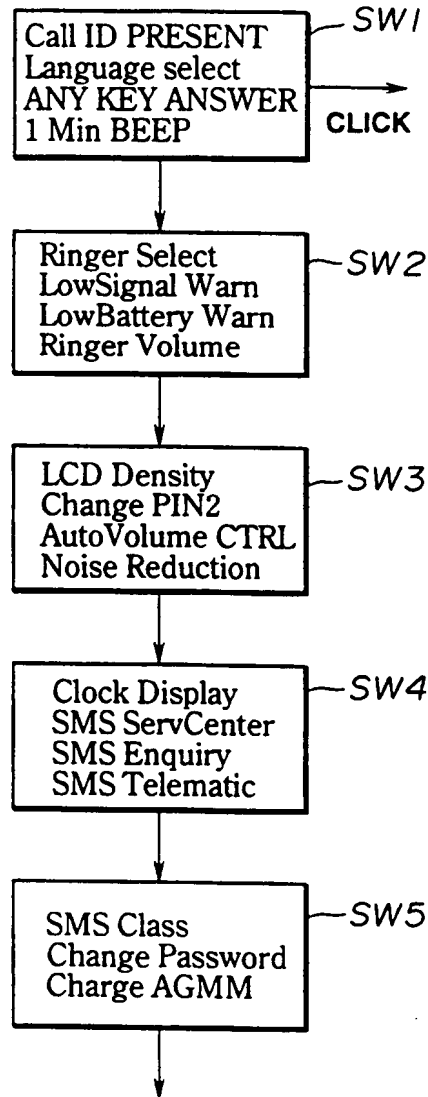 Call ID PRESENT
Language select
ANY KEY ANSWER
1 Min BEEP
SW1
CLICK
Ringer Select
LowSignal Warn
LowBattery Warn
Ringer Volume
SW2
LCD Density
Change PIN2
AutoVolume CTRL
Noise Reduction
SW3
Clock Display
SMS ServCenter
SMS Enquiry
SMS Telematic
SW4
SMS Class
Change Password
Charge AGMM
SW5